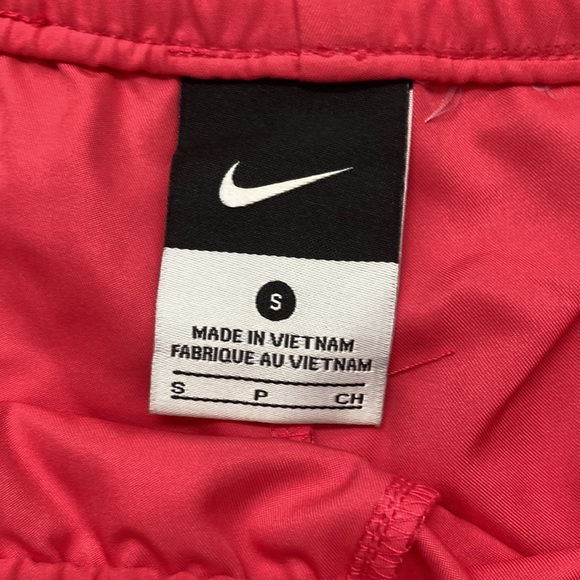 S
MADE IN VIETNAM
FABRIQUE AU VIETNAM
S P CH